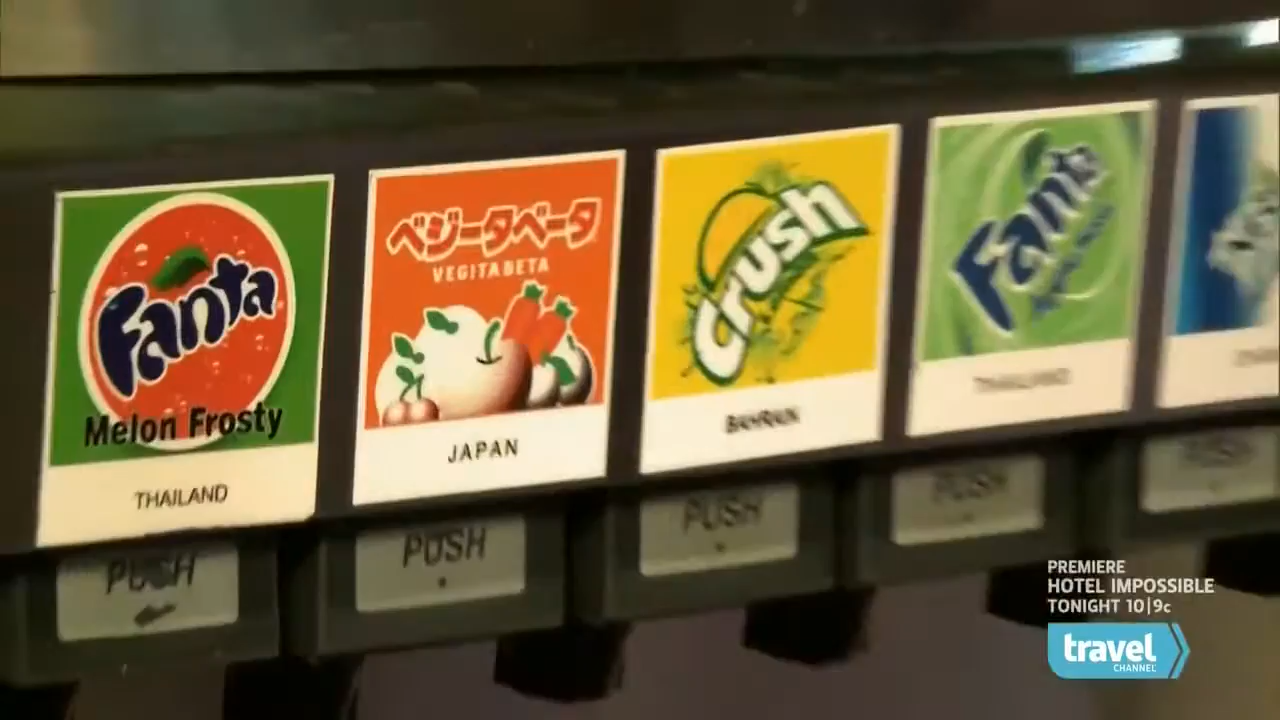 Fanta
Melon Frosty
THAILAND
PUSH
ベジータベータ
VEGITABETA
JAPAN
PUSH
Crush
BAHRAIN
PUSH
Fanta
THAILAND
PUSH
PUSH
PREMIERE
HOTEL IMPOSSIBLE
TONIGHT 10|9c
travel
CHANNEL